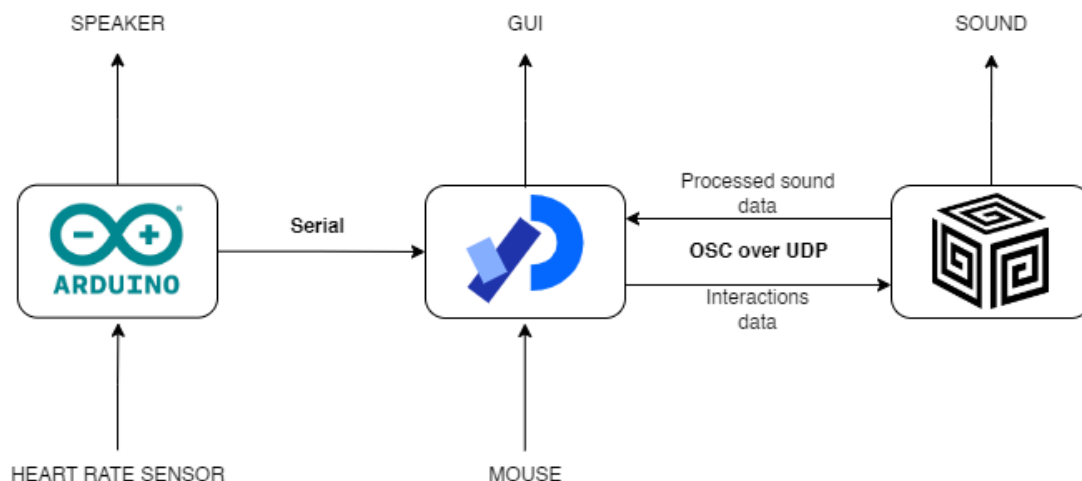 SPEAKER
GUI
SOUND
ARDUINO
Serial
Processed sound
data
OSC over UDP
Interactions
data
HEART RATE SENSOR
MOUSE